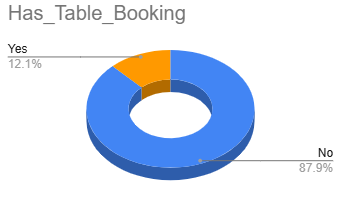 Has_Table_Booking
Yes
12.1%
No
87.9%